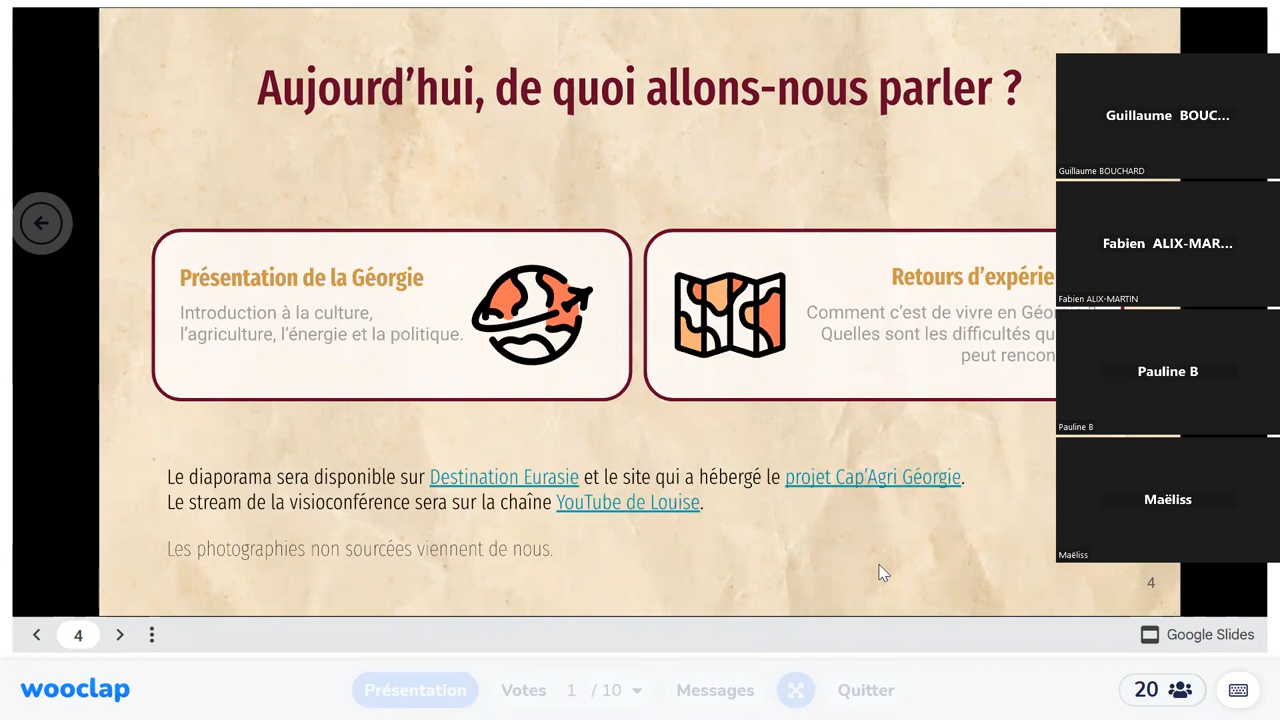 Aujourd’hui, de quoi allons-nous parler ?
Présentation de la Géorgie
Introduction à la culture,
l’agriculture, l’énergie et la politique.
Retours d’expérie
Comment c’est de vivre en Géor
Quelles sont les difficultés qu
peut rencon
Le diaporama sera disponible sur Destination Eurasie et le site qui a hébergé le projet Cap’Agri Géorgie.
Le stream de la visioconférence sera sur la chaîne YouTube de Louise.
Les photographies non sourcées viennent de nous.
4
Guillaume BOUC...
Guillaume BOUCHARD
Fabien ALIX-MAR...
Fabien ALIX-MARTIN
Pauline B
Pauline B
Maëliss
Maëliss
4
Google Slides
wooclap
Présentation
Votes
1 / 10
Messages
Quitter
20